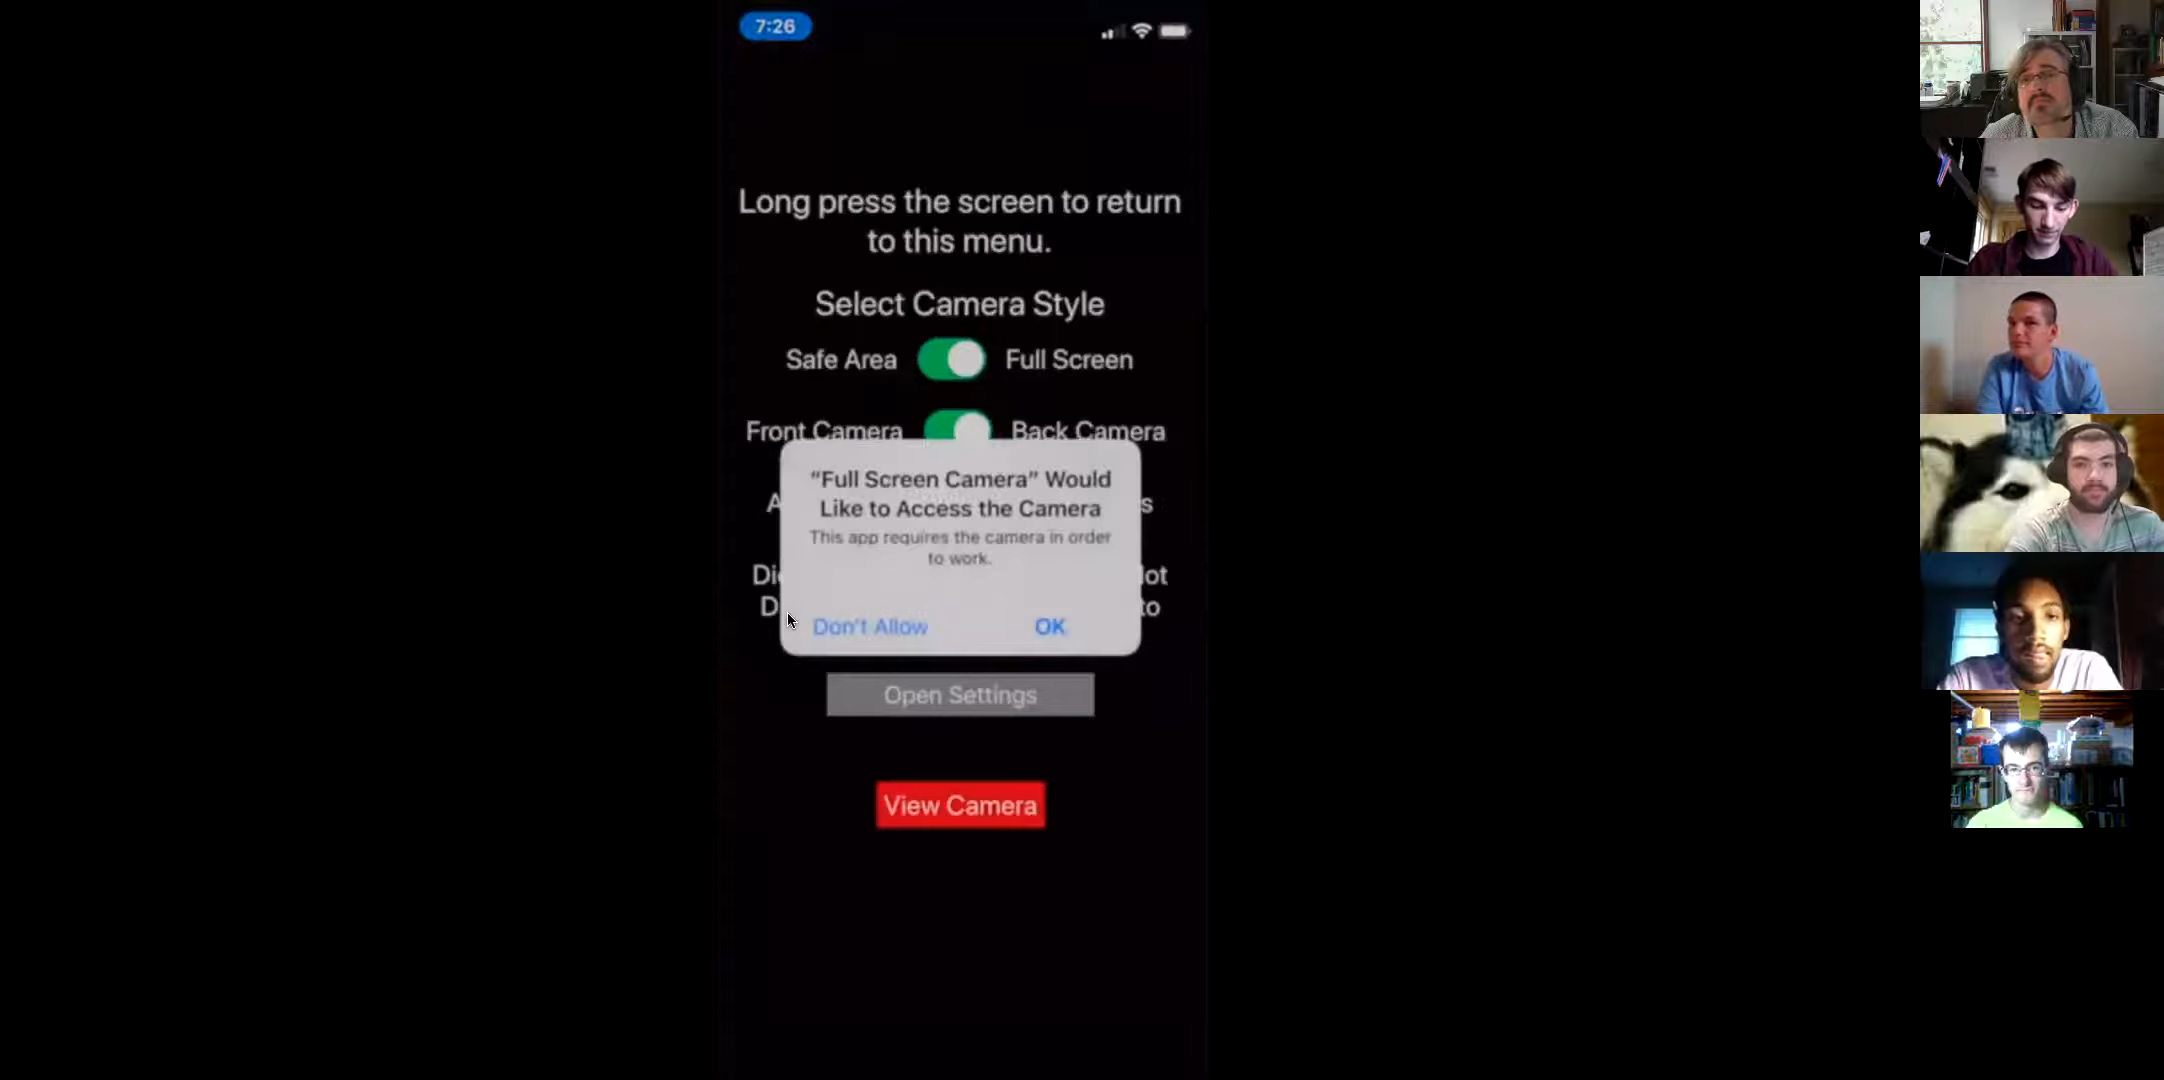 7:26
Long press the screen to return
to this menu.
Select Camera Style
Safe Area Full Screen
Front Camera Back Camera
“Full Screen Camera” Would
Like to Access the Camera
This app requires the camera in order
to work.
Don't Allow OK
Open Settings
View Camera